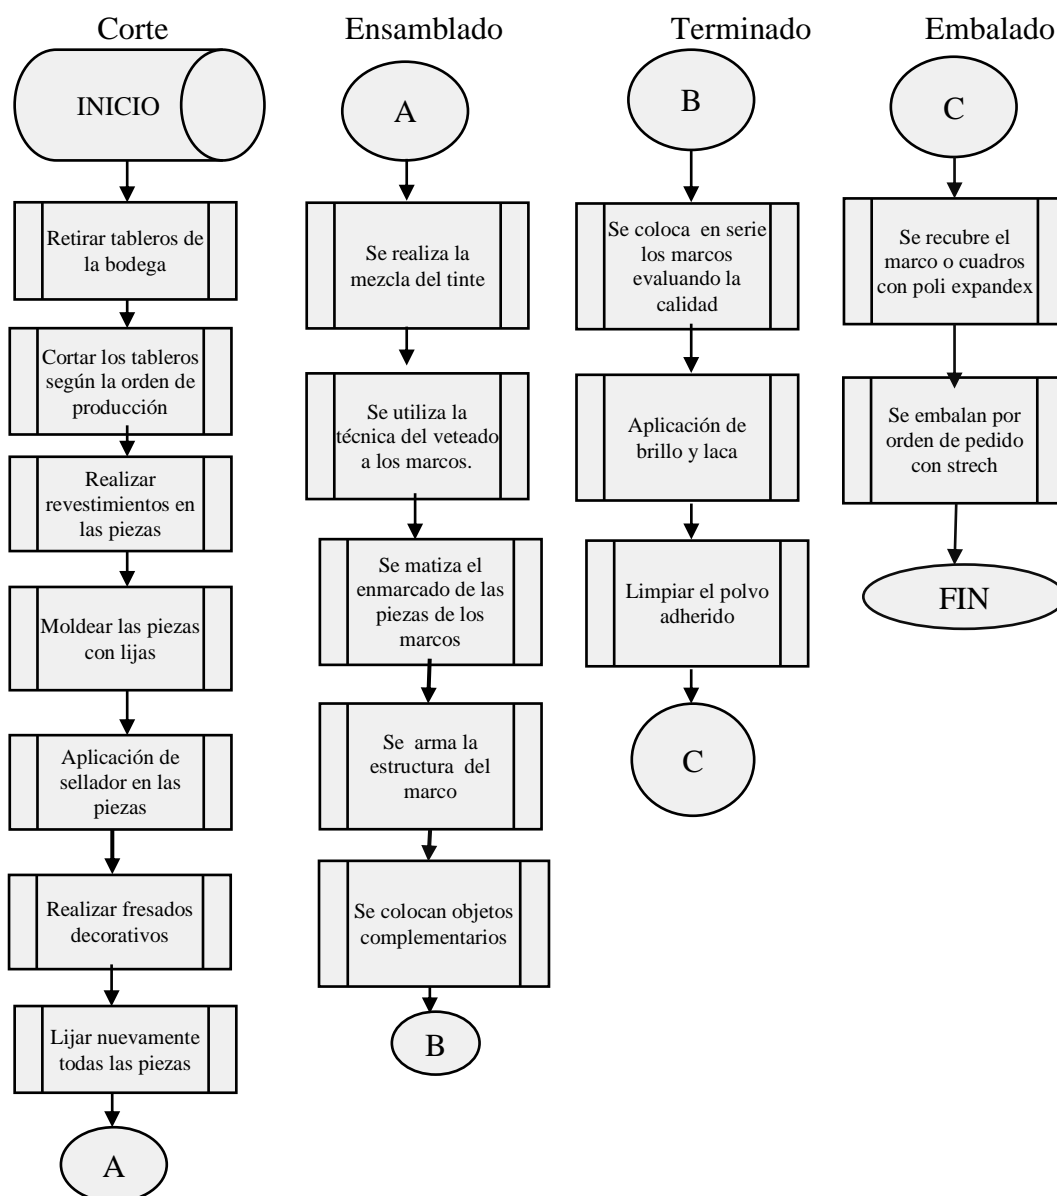 Corte
INICIO
Retirar tableros de
la bodega
Cortar los tableros
según la orden de
producción
Realizar
revestimientos en
las piezas
Moldear las piezas
con lijas
Aplicación de
sellador en las
piezas
Realizar fresados
decorativos
Lijar nuevamente
todas las piezas
A
Ensamblado
A
Se realiza la
mezcla del tinte
Se utiliza la
técnica del veteado
a los marcos.
Se matiza el
enmarcado de las
piezas de los
marcos
Se arma la
estructura del
marco
Se colocan objetos
complementarios
B
Terminado
B
Se coloca en serie
los marcos
evaluando la
calidad
Aplicación de
brillo y laca
Limpiar el polvo
adherido
C
Embalado
C
Se recubre el
marco o cuadros
con poli expandex
Se embalan por
orden de pedido
con strech
FIN